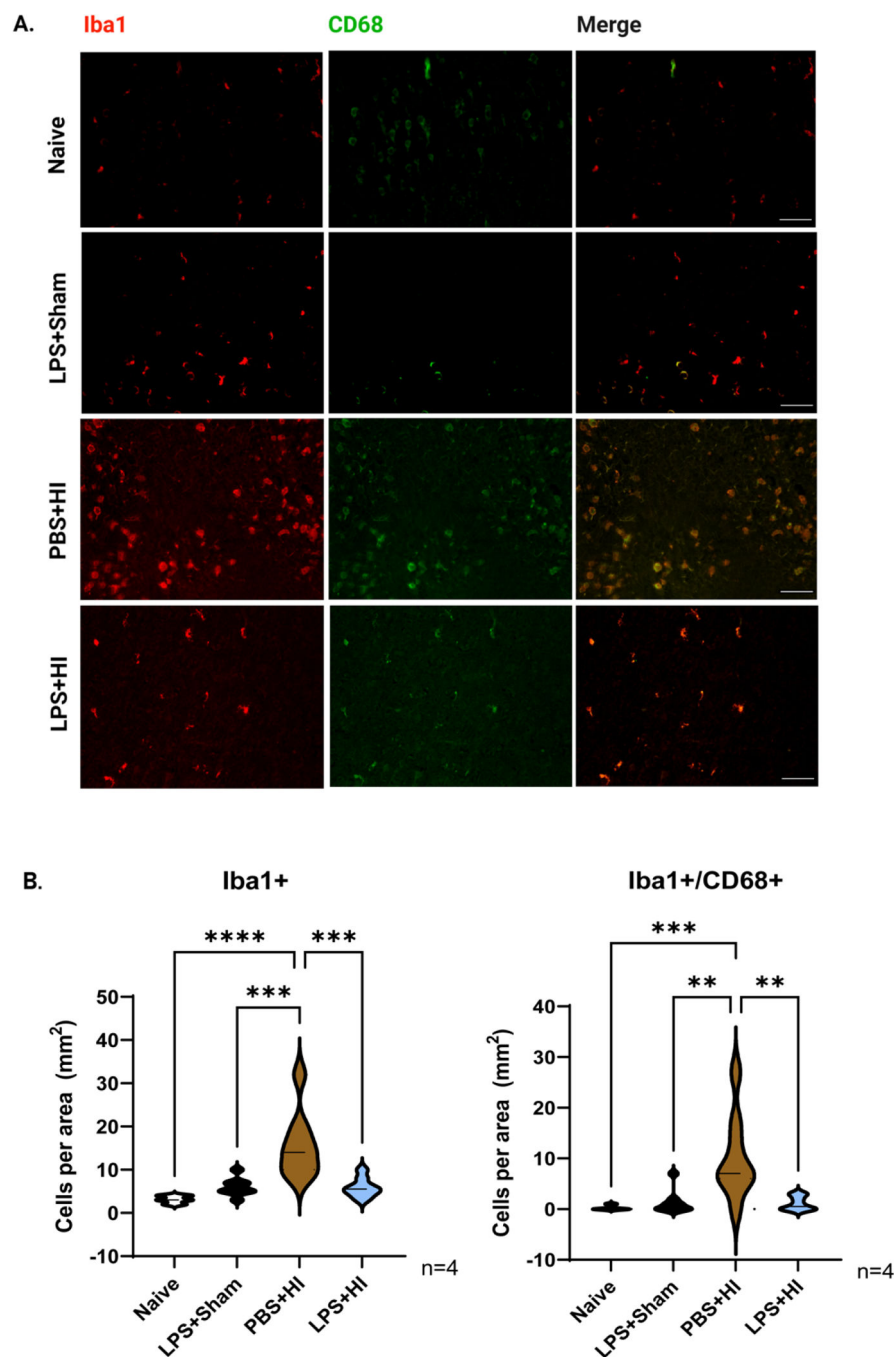 A.
Iba1 CD68 Merge
Naive
LPS+Sham
PBS+HI
LPS+HI
B.
Iba1+
Iba1+/CD68+
**** ***
***
Cells per area (mm²)
50
40
30
20
10
0
-10
Naive
LPS+Sham
PBS+HI
LPS+HI
n=4
***
** **
Cells per area (mm²)
40
30
20
10
0
-10
Naive
LPS+Sham
PBS+HI
LPS+HI
n=4